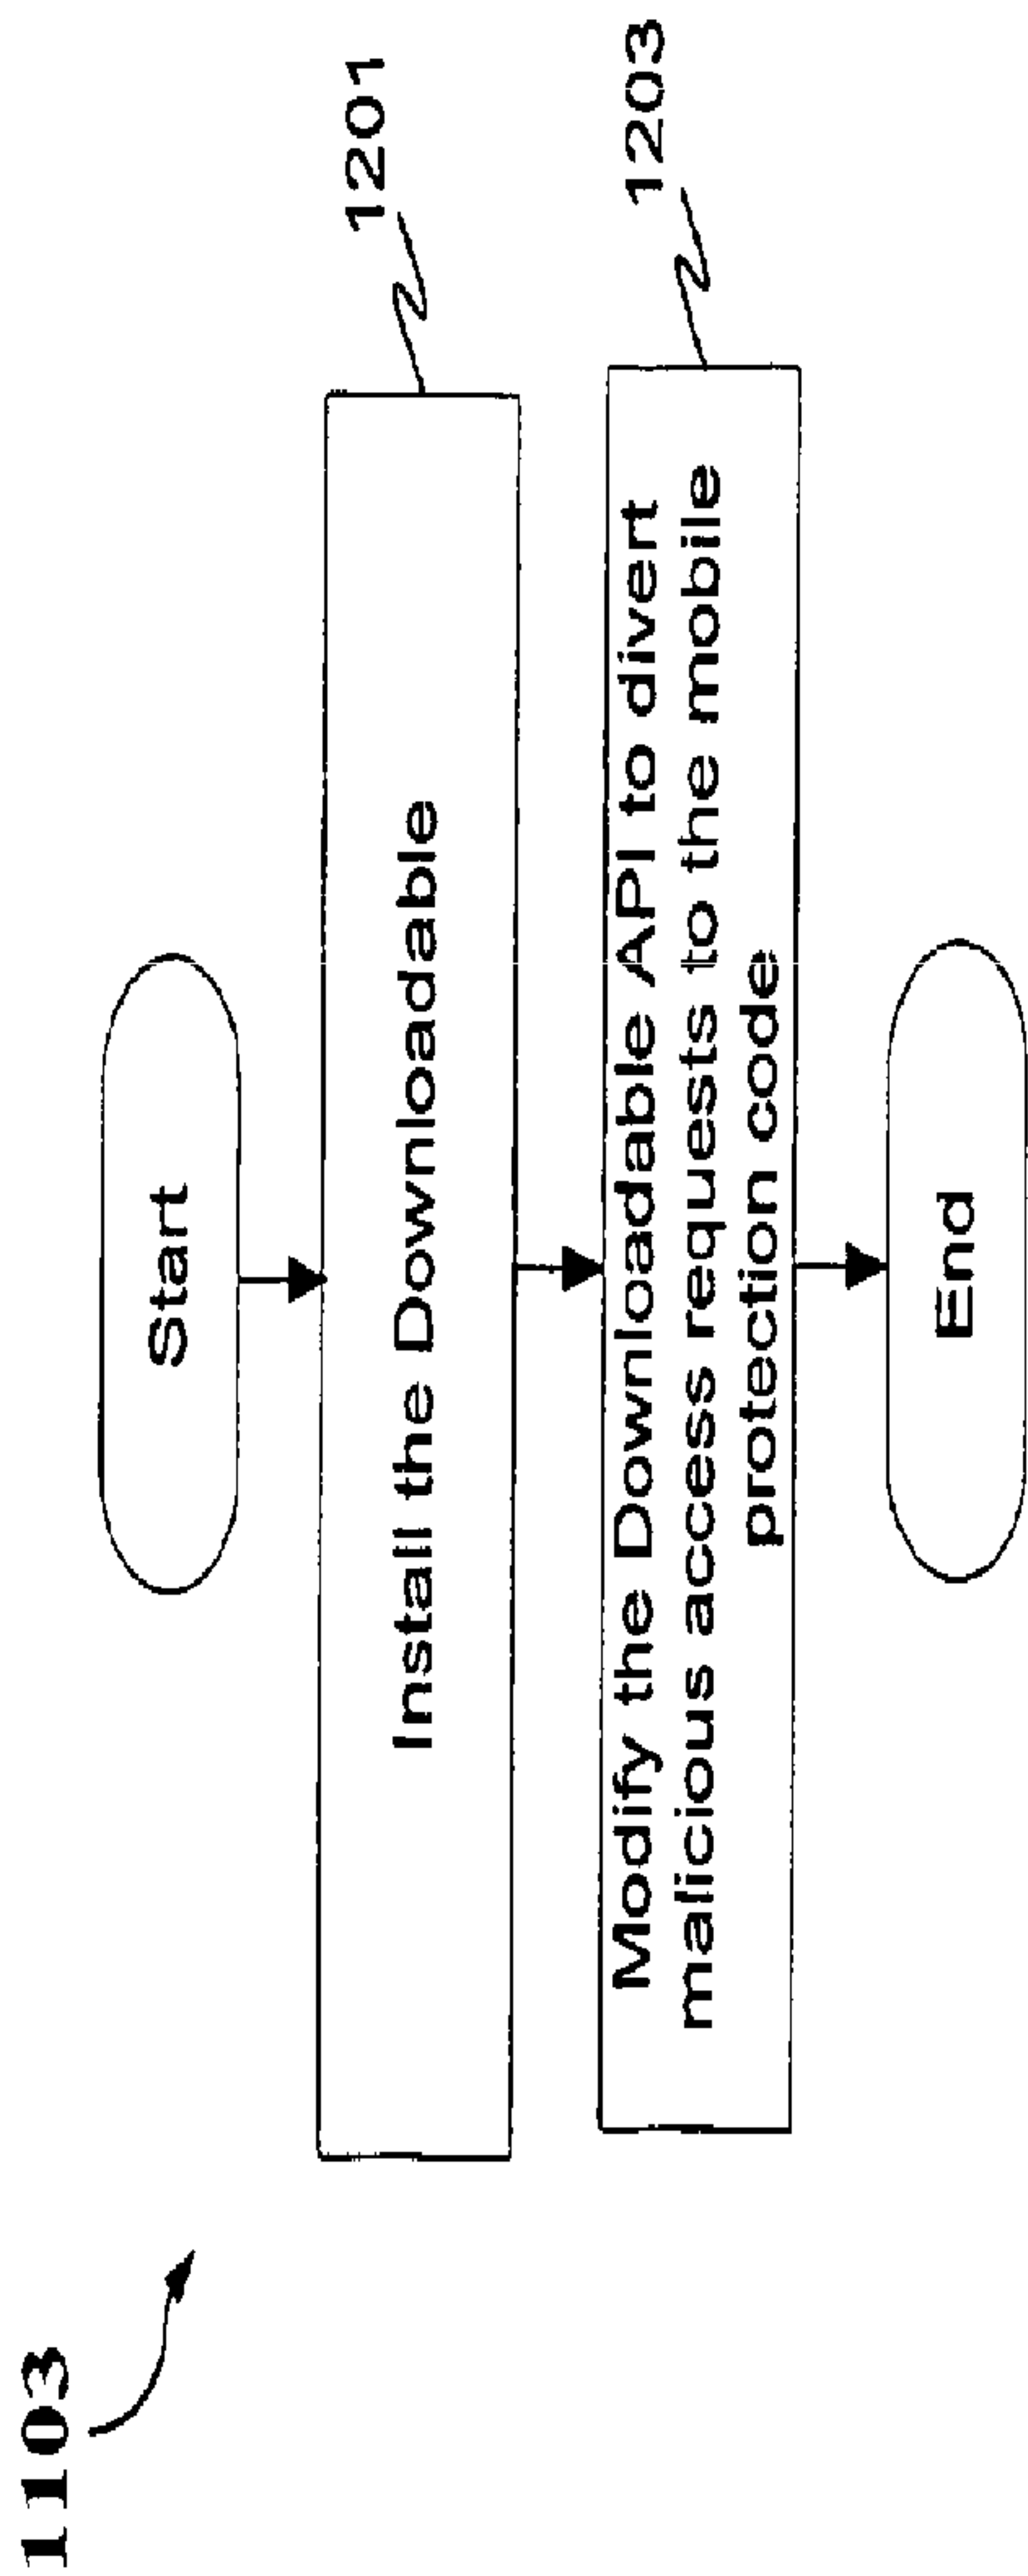 1103
Start
Install the Downloadable
1201
Modify the Downloadable API to divert
malicious access requests to the mobile
protection code
1203
End